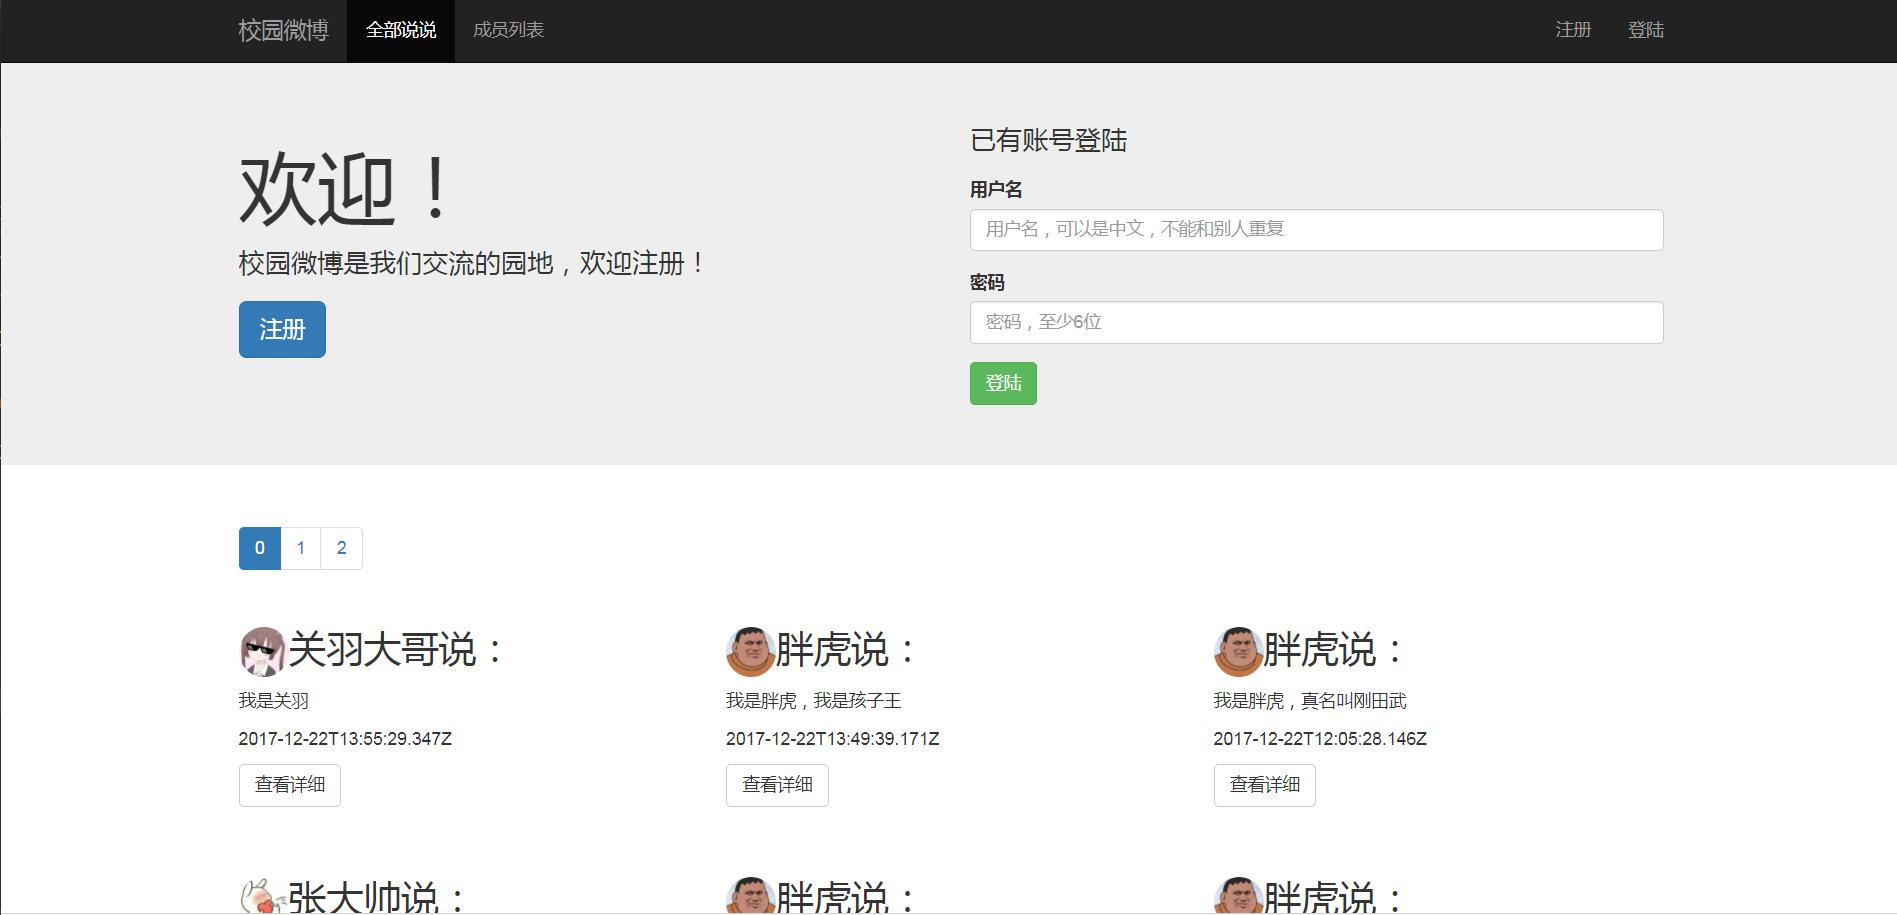 校园微博 全部说说 成员列表 注册 登陆
欢迎！
校园微博是我们交流的园地，欢迎注册！
注册
已有账号登陆
用户名
用户名，可以是中文，不能和别人重复
密码
密码，至少6位
登陆
0 1 2
关羽大哥说：
我是关羽
2017-12-22T13:55:29.347Z
查看详细
胖虎说：
我是胖虎，我是孩子王
2017-12-22T13:49:39.171Z
查看详细
胖虎说：
我是胖虎，真名叫刚田武
2017-12-22T12:05:28.146Z
查看详细
张大帅说：
胖虎说：
胖虎说：